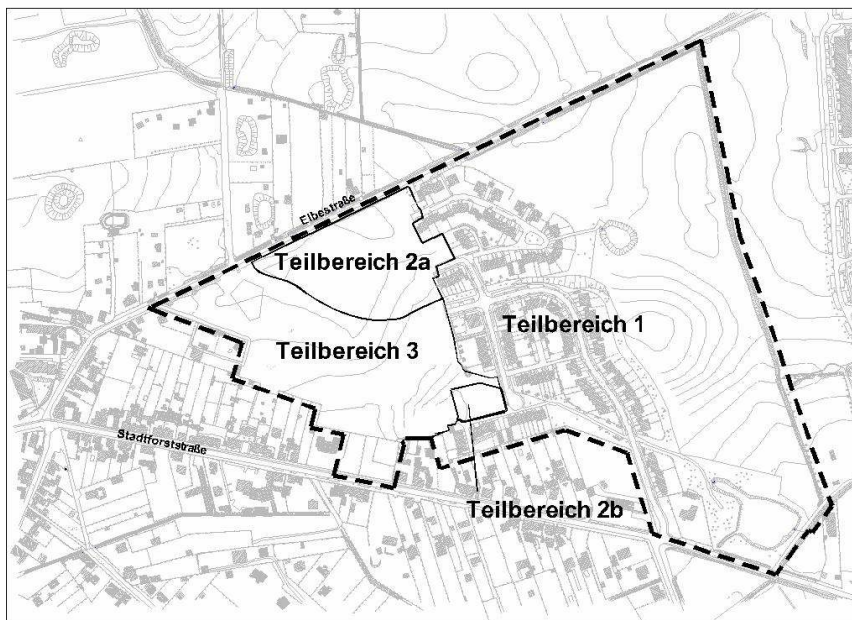 Elbestraße
Teilbereich 2a
Teilbereich 1
Teilbereich 3
Stadtforststraße
Teilbereich 2b